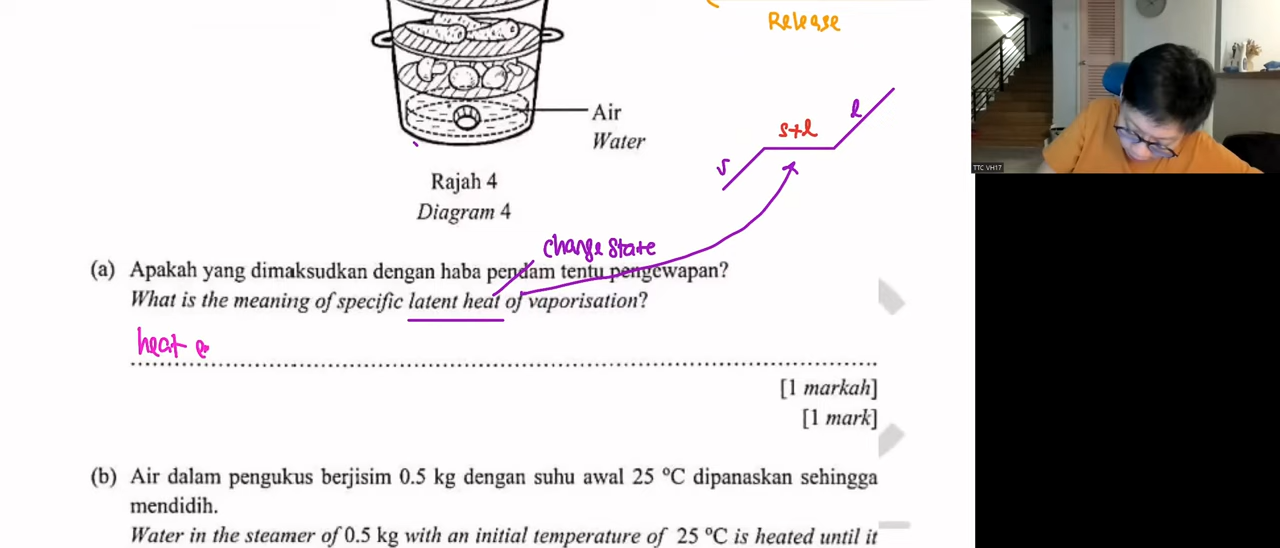 Release
Air
Water
s
s+l
l
Rajah 4
Diagram 4
change state
(a) Apakah yang dimaksudkan dengan haba pendam tentu pengewapan?
What is the meaning of specific latent heat of vaporisation?
heat e
[1 markah]
[1 mark]
(b) Air dalam pengukus berjisim 0.5 kg dengan suhu awal 25 °C dipanaskan sehingga
mendidih.
Water in the steamer of 0.5 kg with an initial temperature of 25 °C is heated until it
TTC VH17